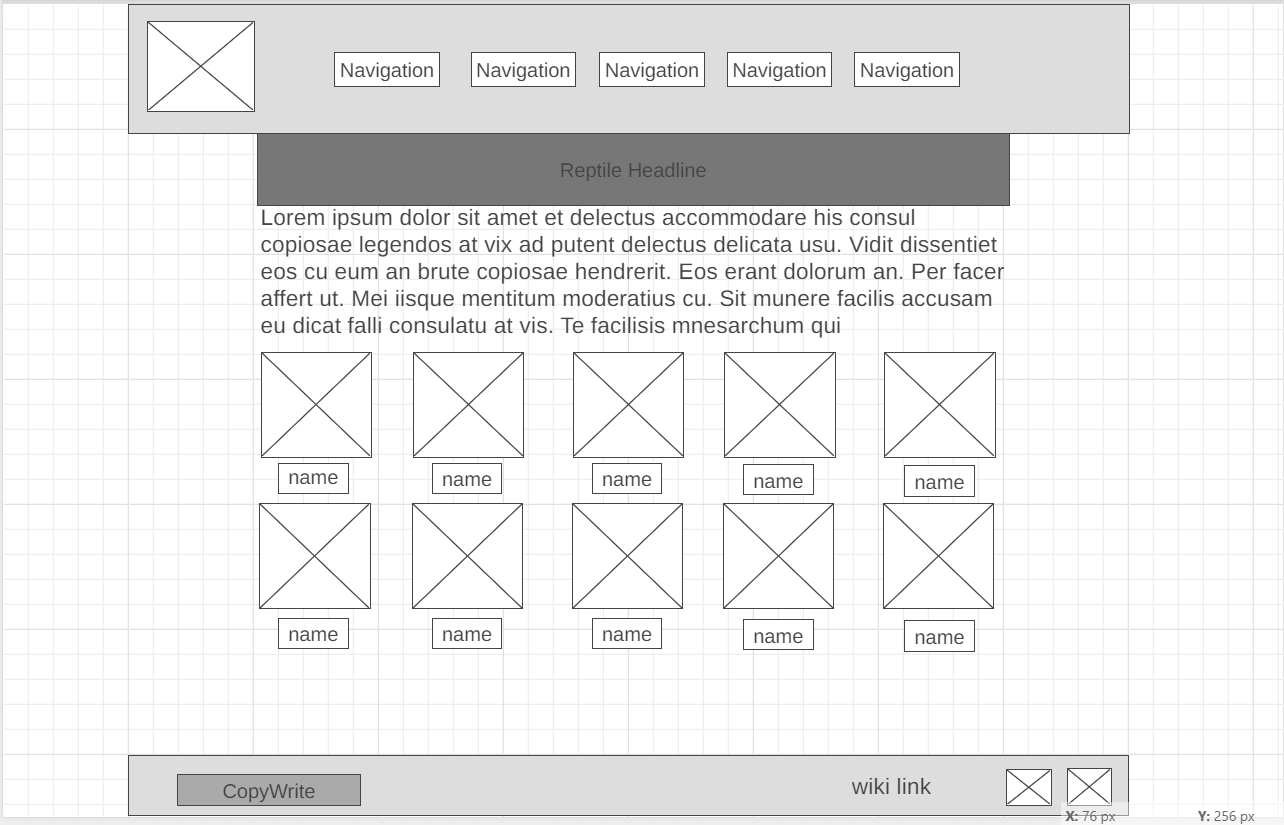 Navigation Navigation Navigation Navigation Navigation
Reptile Headline
Lorem ipsum dolor sit amet et delectus accommodare his consul
copiosae legendos at vix ad putent delectus delicata usu. Vidit dissentiet
eos cu eum an brute copiosae hendrerit. Eos erant dolorum an. Per facer
affert ut. Mei iisque mentitum moderatius cu. Sit munere facilis accusam
eu dicat falli consulatu at vis. Te facilisis mnesarchum qui
name name name name name
name name name name name
CopyWrite wiki link
X: 76 px Y: 256 px